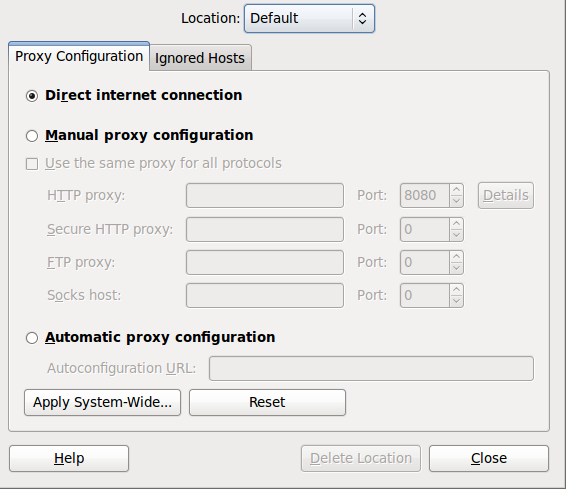 Location: Default
Proxy Configuration Ignored Hosts
Direct internet connection
Manual proxy configuration
Use the same proxy for all protocols
HTTP proxy: Port: 8080 Details
Secure HTTP proxy: Port: 0
FTP proxy: Port: 0
Socks host: Port: 0
Automatic proxy configuration
Autoconfiguration URL:
Apply System-Wide... Reset
Help Delete Location Close